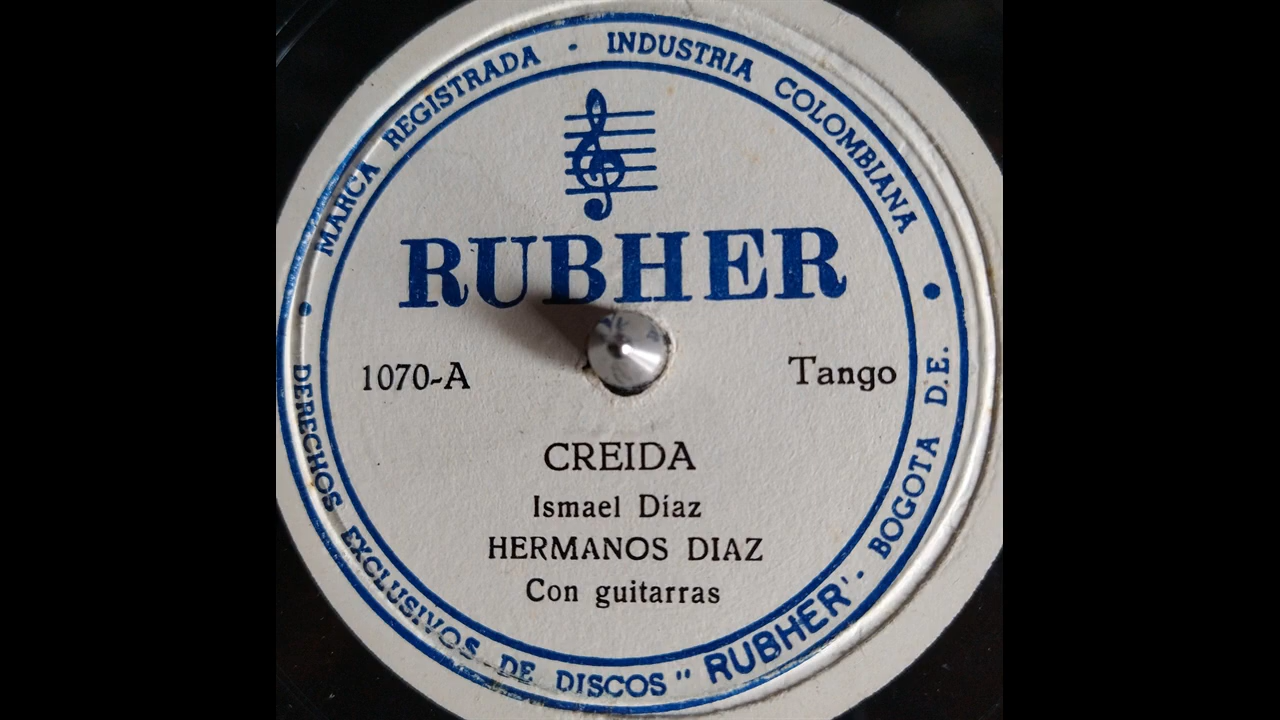 MARCA REGISTRADA - INDUSTRIA COLOMBIANA
RUBHER
1070-A
Tango
CREIDA
Ismael Díaz
HERMANOS DIAZ
Con guitarras
DERECHOS EXCLUSIVOS DE DISCOS "RUBHER" - BOGOTA D.E.